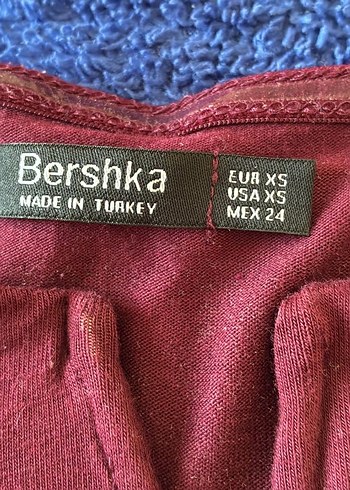 Bershka
MADE IN TURKEY
EUR XS
USA XS
MEX 24